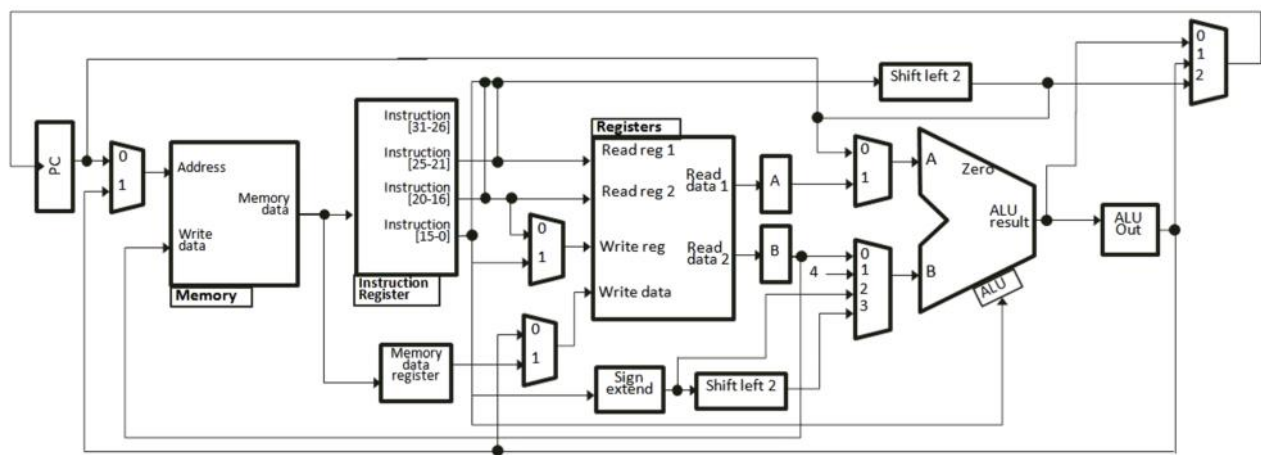 PC
0
1
Address
Memory
data
Write
data
Memory
Instruction
[31-26]
Instruction
[25-21]
Instruction
[20-16]
Instruction
[15-0]
Instruction
Register
Memory
data
register
0
1
0
1
Registers
Read reg 1
Read
data 1
Read reg 2
Write reg
Read
data 2
Write data
Sign
extend
Shift left 2
A
B
4
0
1
0
1
2
3
Shift left 2
A
Zero
ALU
result
B
ALU
ALU
Out
0
1
2